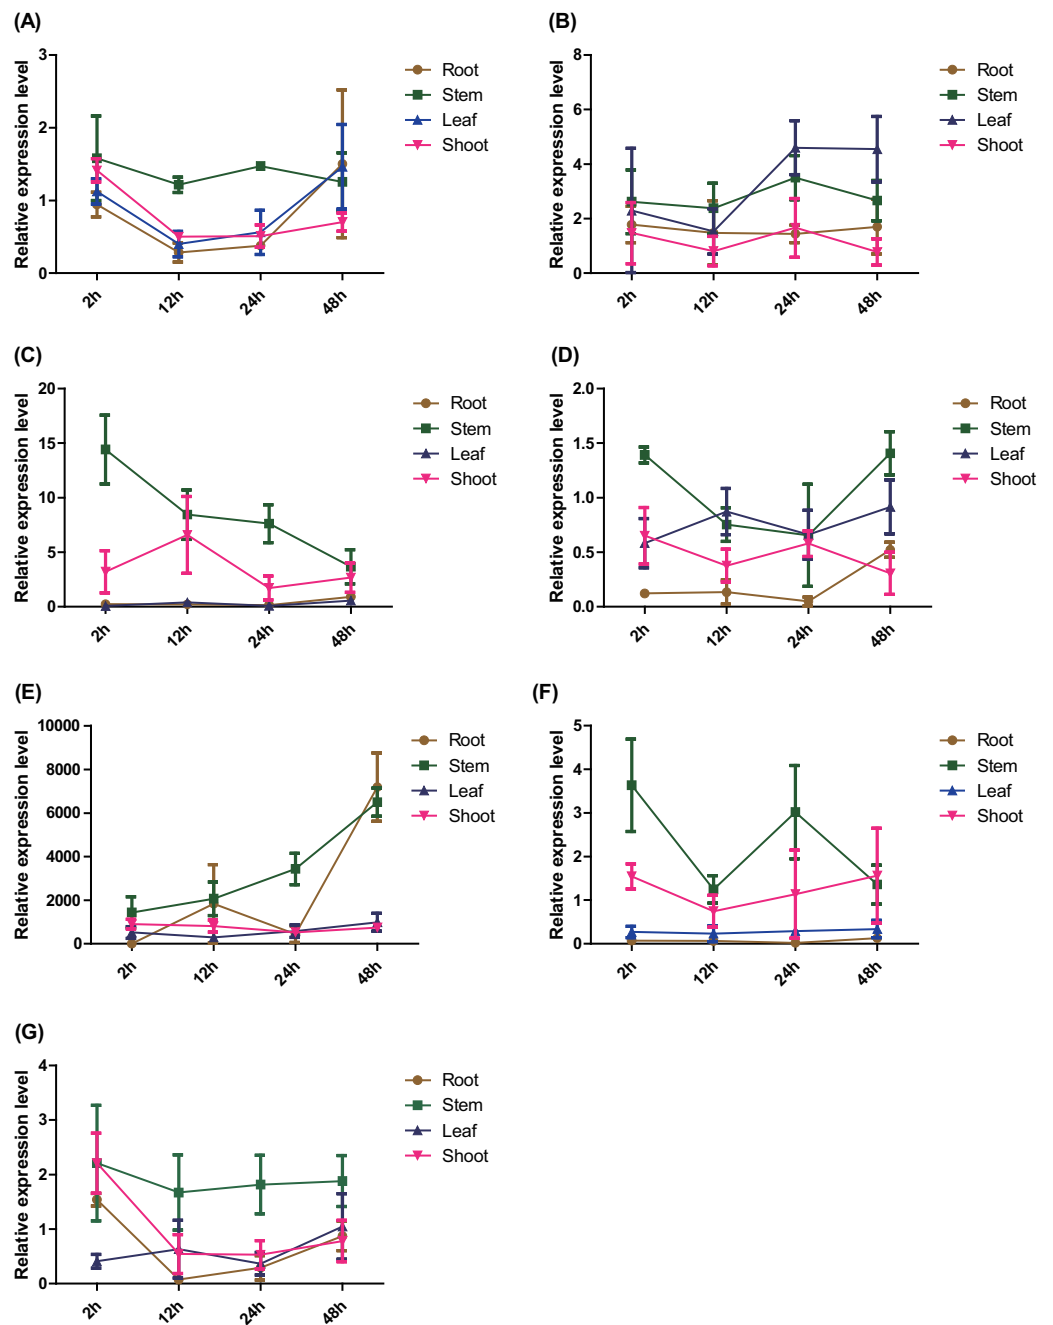 (A)
Relative expression level
3
2
1
0
2h
12h
24h
48h
Root
Stem
Leaf
Shoot
(B)
Relative expression level
8
6
4
2
0
2h
12h
24h
48h
Root
Stem
Leaf
Shoot
(C)
Relative expression level
20
15
10
5
0
2h
12h
24h
48h
Root
Stem
Leaf
Shoot
(D)
Relative expression level
2.0
1.5
1.0
0.5
0.0
2h
12h
24h
48h
Root
Stem
Leaf
Shoot
(E)
Relative expression level
10000
8000
6000
4000
2000
0
2h
12h
24h
48h
Root
Stem
Leaf
Shoot
(F)
Relative expression level
5
4
3
2
1
0
2h
12h
24h
48h
Root
Stem
Leaf
Shoot
(G)
Relative expression level
4
3
2
1
0
2h
12h
24h
48h
Root
Stem
Leaf
Shoot